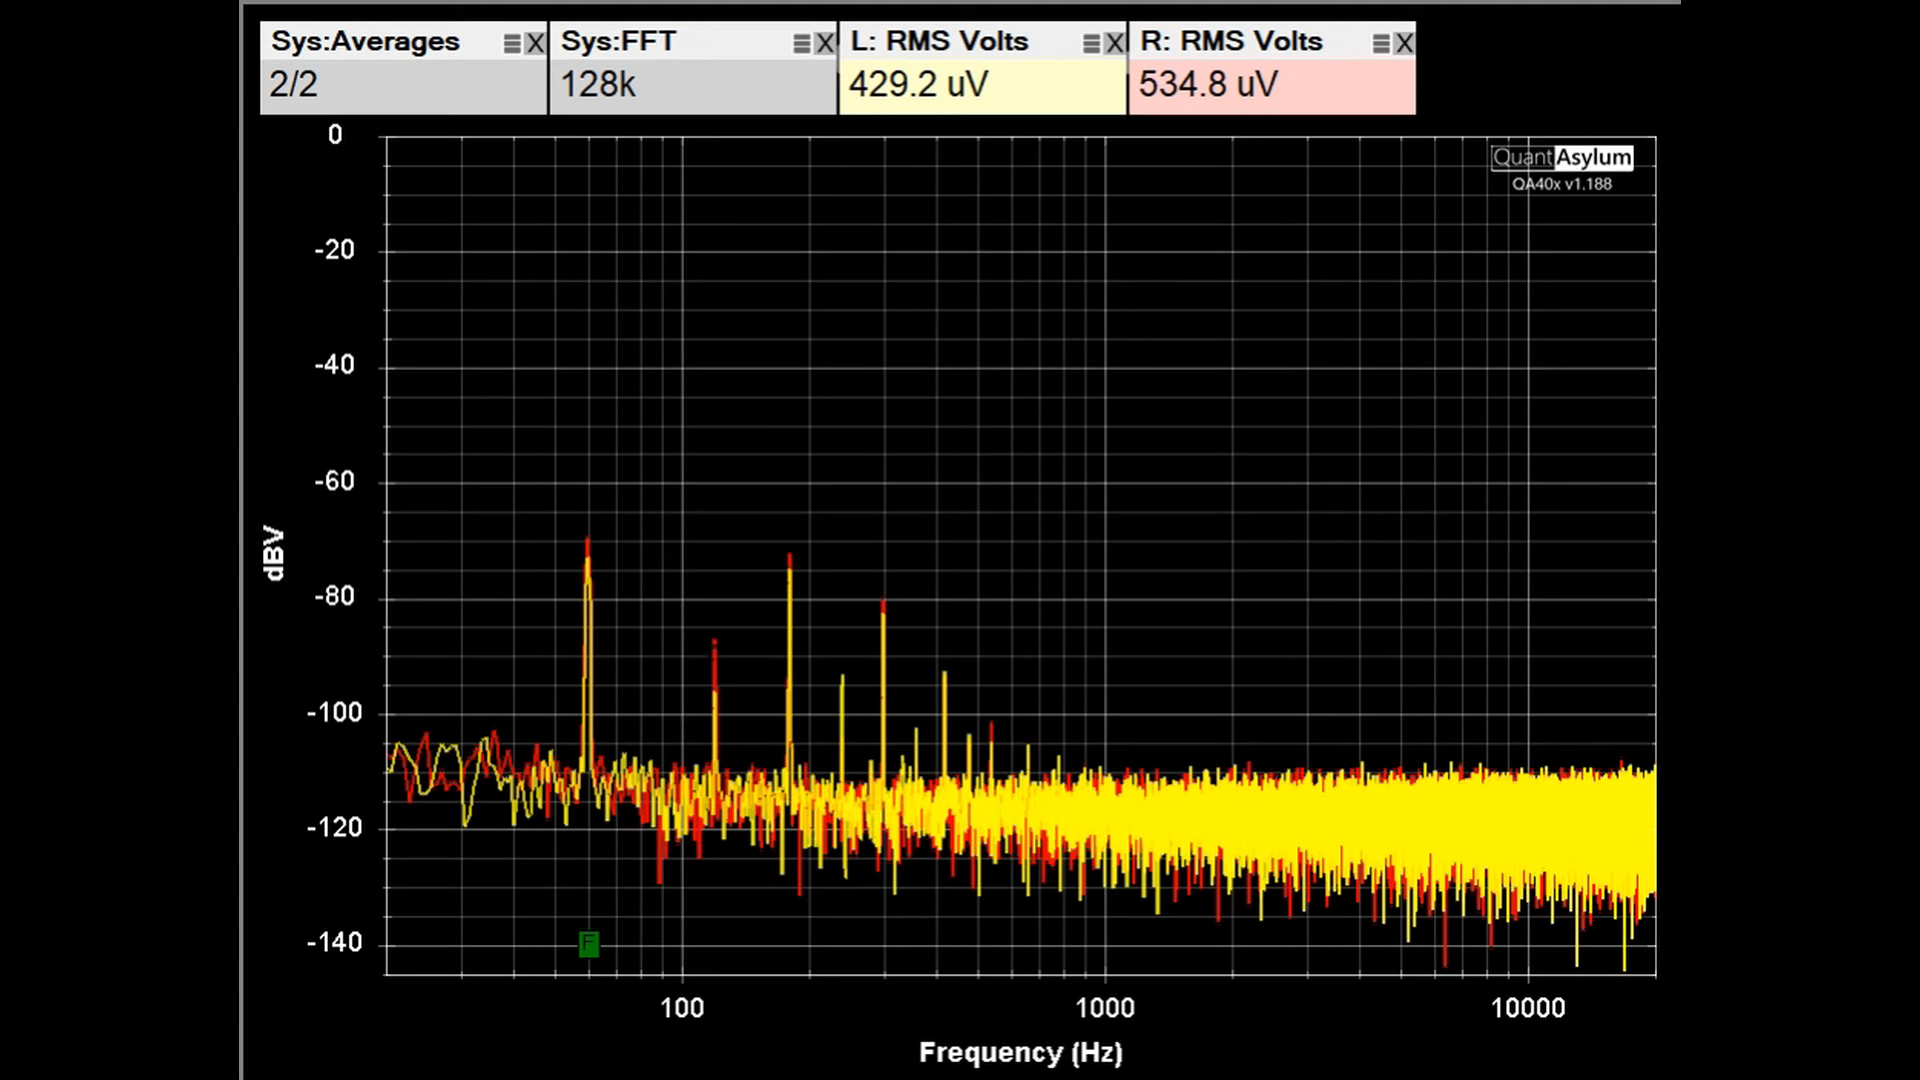 Sys:Averages X Sys:FFT X L: RMS Volts X R: RMS Volts X
2/2 128k 429.2 uV 534.8 uV
0
QuantAsylum
QA40x v1.188
-20
-40
-60
dBV
-80
-100
-120
-140
F
100 1000 10000
Frequency (Hz)